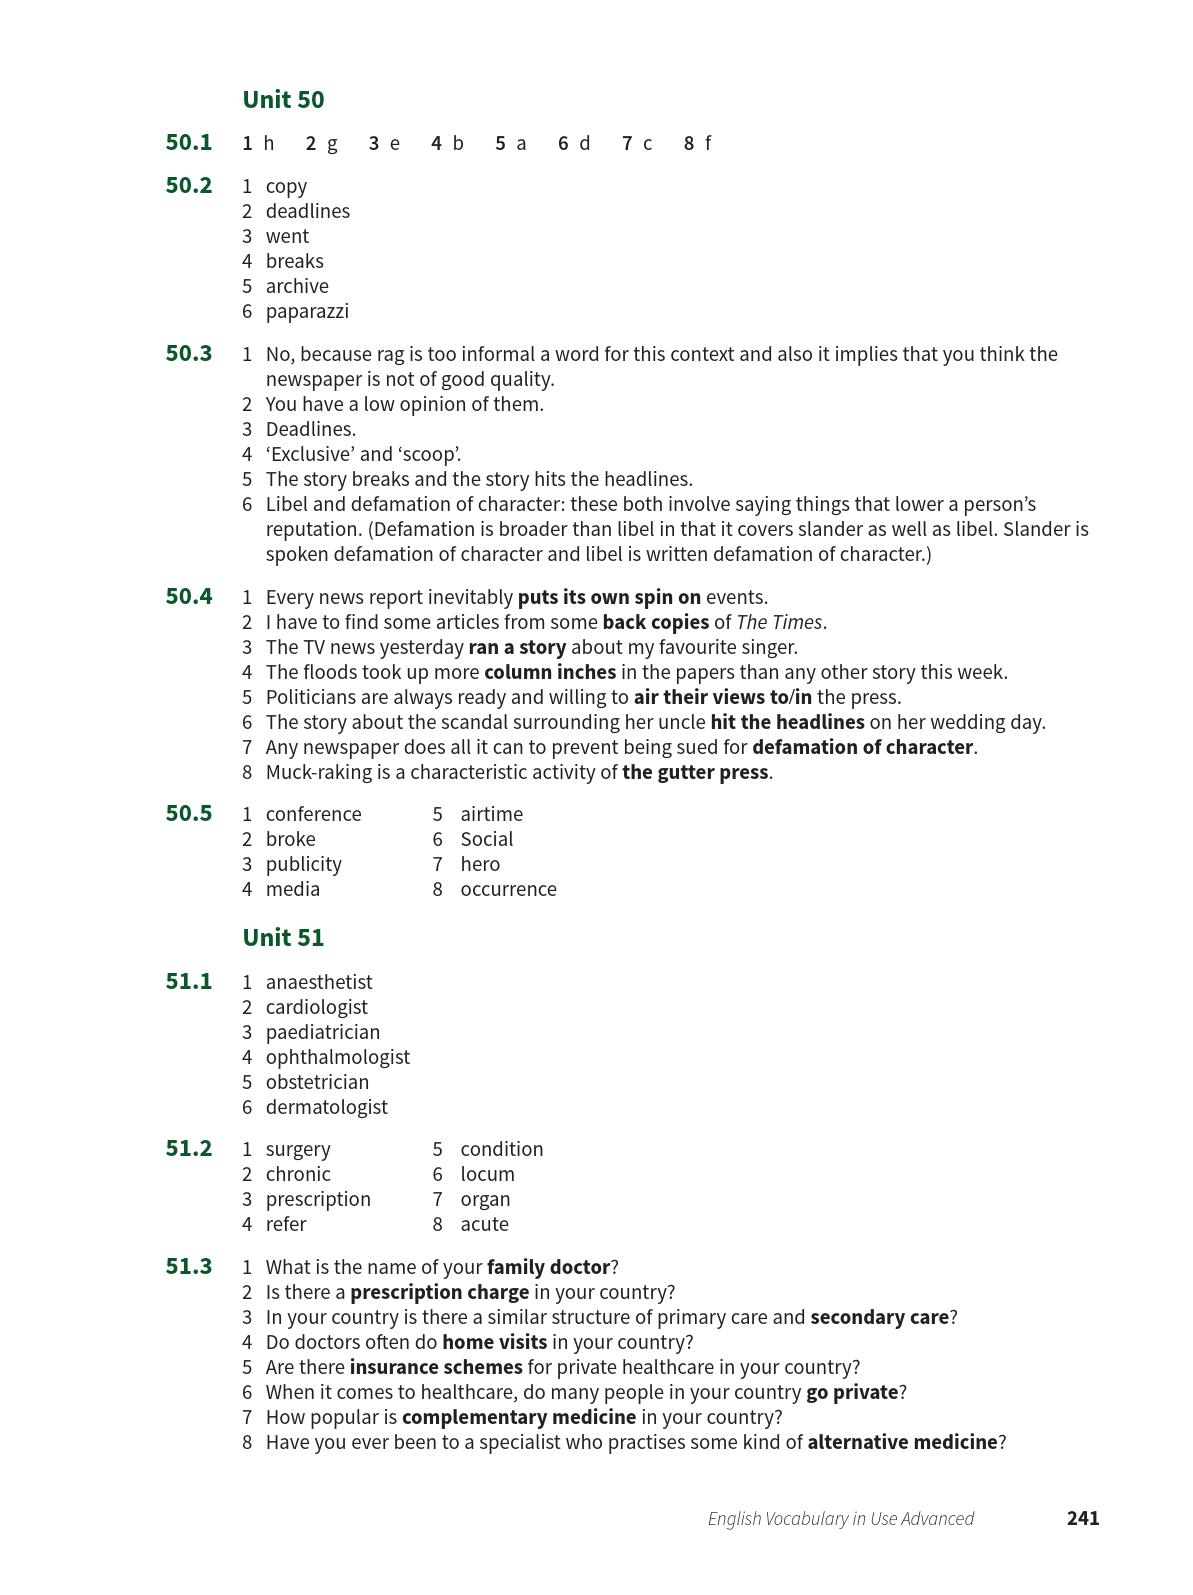 Unit 50
50.1 1 h 2 g 3 e 4 b 5 a 6 d 7 c 8 f
50.2 1 copy
2 deadlines
3 went
4 breaks
5 archive
6 paparazzi
50.3 1 No, because rag is too informal a word for this context and also it implies that you think the
newspaper is not of good quality.
2 You have a low opinion of them.
3 Deadlines.
4 ‘Exclusive’ and ‘scoop’.
5 The story breaks and the story hits the headlines.
6 Libel and defamation of character: these both involve saying things that lower a person’s
reputation. (Defamation is broader than libel in that it covers slander as well as libel. Slander is
spoken defamation of character and libel is written defamation of character.)
50.4 1 Every news report inevitably puts its own spin on events.
2 I have to find some articles from some back copies of The Times.
3 The TV news yesterday ran a story about my favourite singer.
4 The floods took up more column inches in the papers than any other story this week.
5 Politicians are always ready and willing to air their views to/in the press.
6 The story about the scandal surrounding her uncle hit the headlines on her wedding day.
7 Any newspaper does all it can to prevent being sued for defamation of character.
8 Muck-raking is a characteristic activity of the gutter press.
50.5 1 conference 5 airtime
2 broke 6 Social
3 publicity 7 hero
4 media 8 occurrence
Unit 51
51.1 1 anaesthetist
2 cardiologist
3 paediatrician
4 ophthalmologist
5 obstetrician
6 dermatologist
51.2 1 surgery 5 condition
2 chronic 6 locum
3 prescription 7 organ
4 refer 8 acute
51.3 1 What is the name of your family doctor?
2 Is there a prescription charge in your country?
3 In your country is there a similar structure of primary care and secondary care?
4 Do doctors often do home visits in your country?
5 Are there insurance schemes for private healthcare in your country?
6 When it comes to healthcare, do many people in your country go private?
7 How popular is complementary medicine in your country?
8 Have you ever been to a specialist who practises some kind of alternative medicine?
English Vocabulary in Use Advanced 241